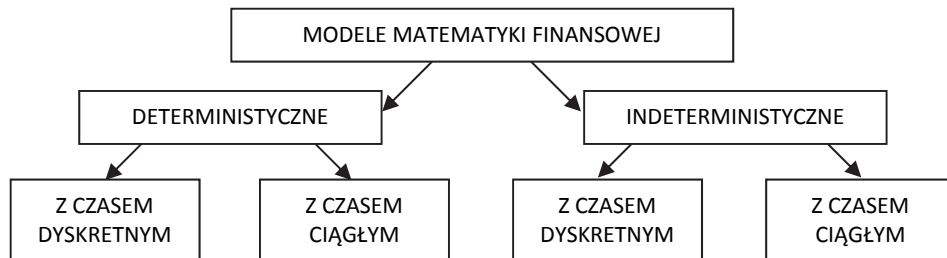 MODELE MATEMATYKI FINANSOWEJ
DETERMINISTYCZNE
INDETERMINISTYCZNE
Z CZASEM
DYSKRETNYM
Z CZASEM
CIĄGŁYM
Z CZASEM
DYSKRETNYM
Z CZASEM
CIĄGŁYM